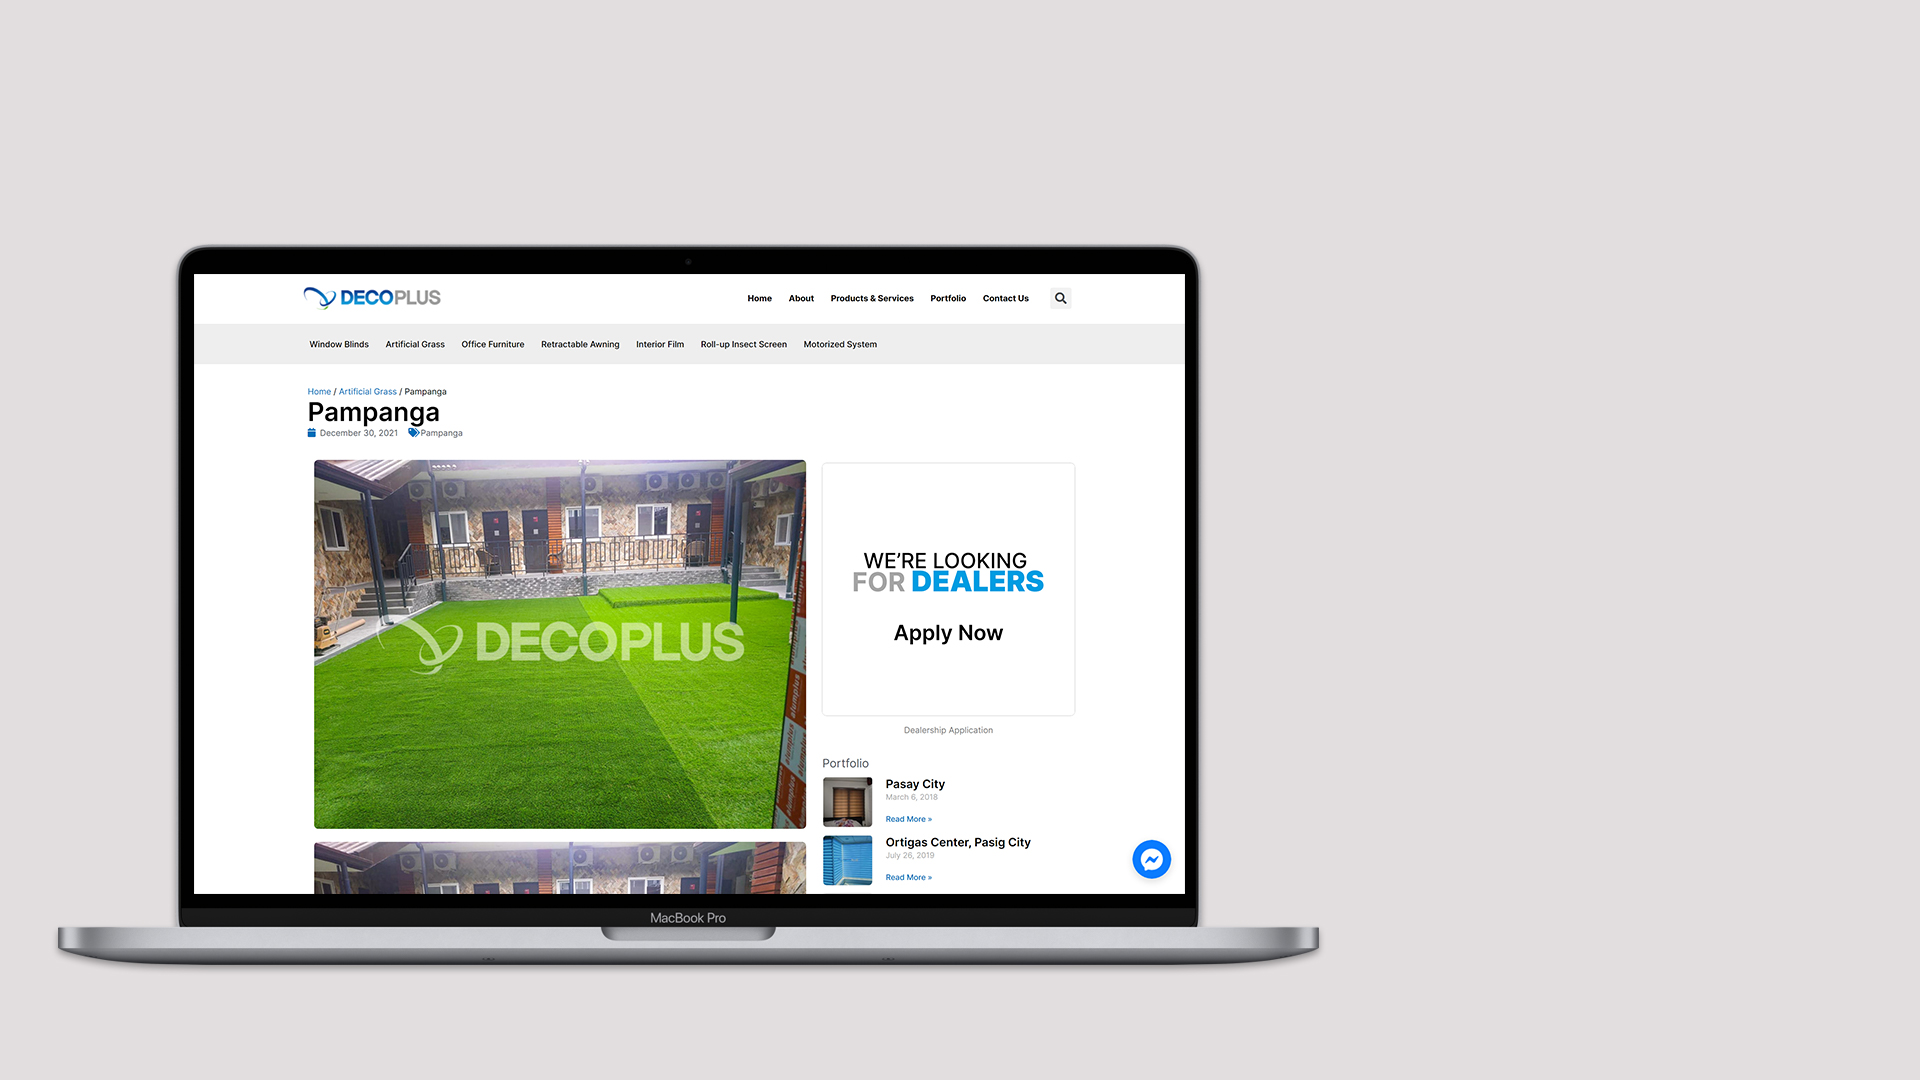 DECOPLUS
Home About Products & Services Portfolio Contact Us
Window Blinds Artificial Grass Office Furniture Retractable Awning Interior Film Roll-up Insect Screen Motorized System
Home / Artificial Grass / Pampanga
Pampanga
December 30, 2021 Pampanga
DECOPLUS
alumplus
alumplus
alumplus
WE'RE LOOKING
FOR DEALERS
Apply Now
Dealership Application
Portfolio
Pasay City
March 6, 2018
Read More »
Ortigas Center, Pasig City
July 26, 2019
Read More »
MacBook Pro